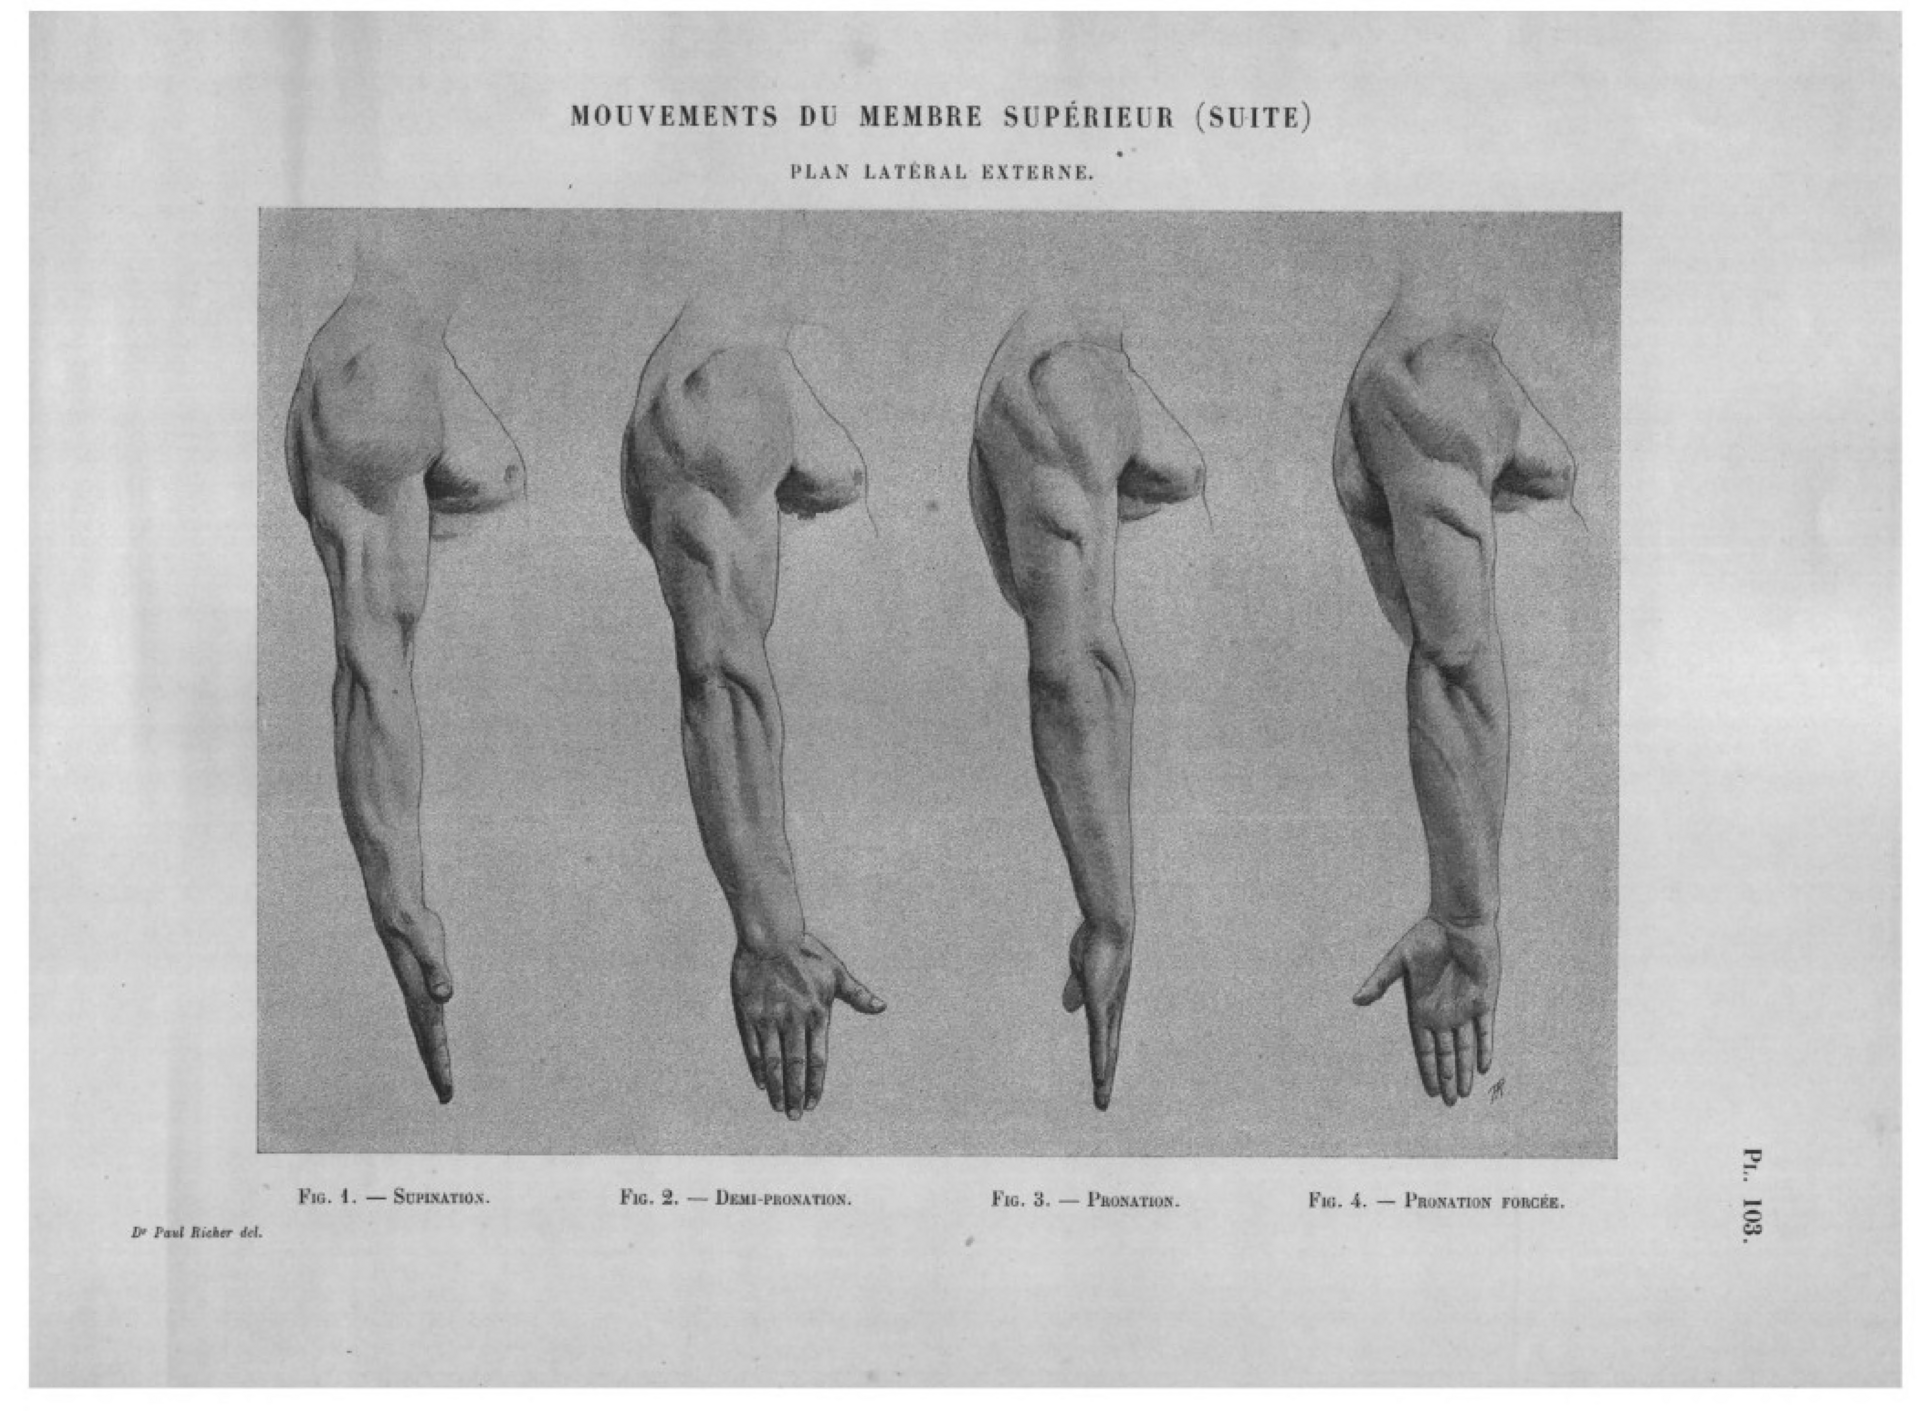 MOUVEMENTS DU MEMBRE SUPÉRIEUR (SUITE)
PLAN LATÉRAL EXTERNE.
FIG. 1. — SUPINATION.
FIG. 2. — DEMI-PRONATION.
FIG. 3. — PRONATION.
FIG. 4. — PRONATION FORCÉE.
Dr Paul Richer del.
PL. 103.